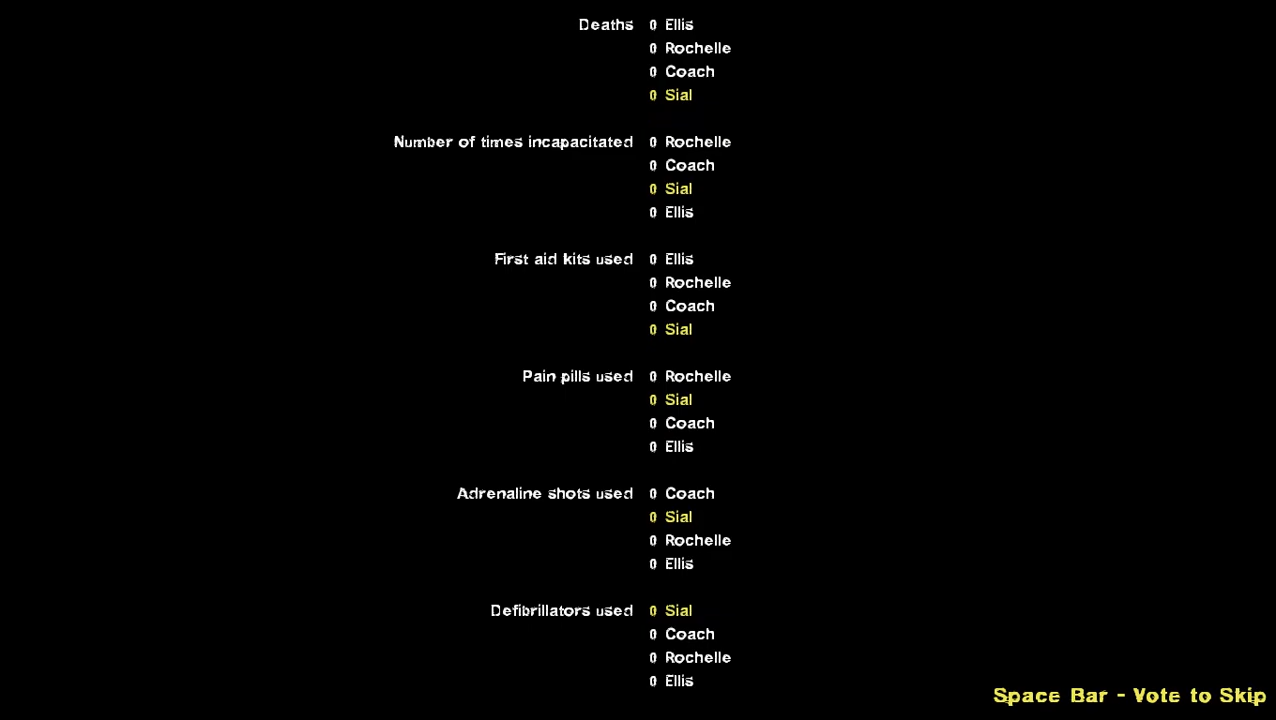 Deaths 0 Ellis
0 Rochelle
0 Coach
0 Sial
Number of times incapacitated 0 Rochelle
0 Coach
0 Sial
0 Ellis
First aid kits used 0 Ellis
0 Rochelle
0 Coach
0 Sial
Pain pills used 0 Rochelle
0 Sial
0 Coach
0 Ellis
Adrenaline shots used 0 Coach
0 Sial
0 Rochelle
0 Ellis
Defibrillators used 0 Sial
0 Coach
0 Rochelle
0 Ellis
Space Bar - Vote to Skip